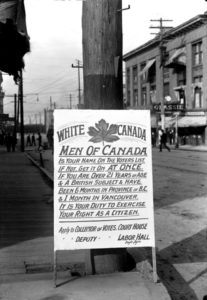 WHITE CANADA
MEN OF CANADA
IS YOUR NAME ON THE VOTERS LIST
IF NOT, GET IT ON AT ONCE.
IF YOU ARE OVER 21 YEARS OF AGE
& A BRITISH SUBJECT & HAVE
BEEN 6 MONTHS IN PROVINCE OF B.C.
& 1 MONTH IN VANCOUVER.
IT IS YOUR DUTY TO EXERCISE
YOUR RIGHT AS A CITIZEN.
Apply to COLLECTOR OF VOTES, COURT HOUSE
" DEPUTY " LABOR HALL